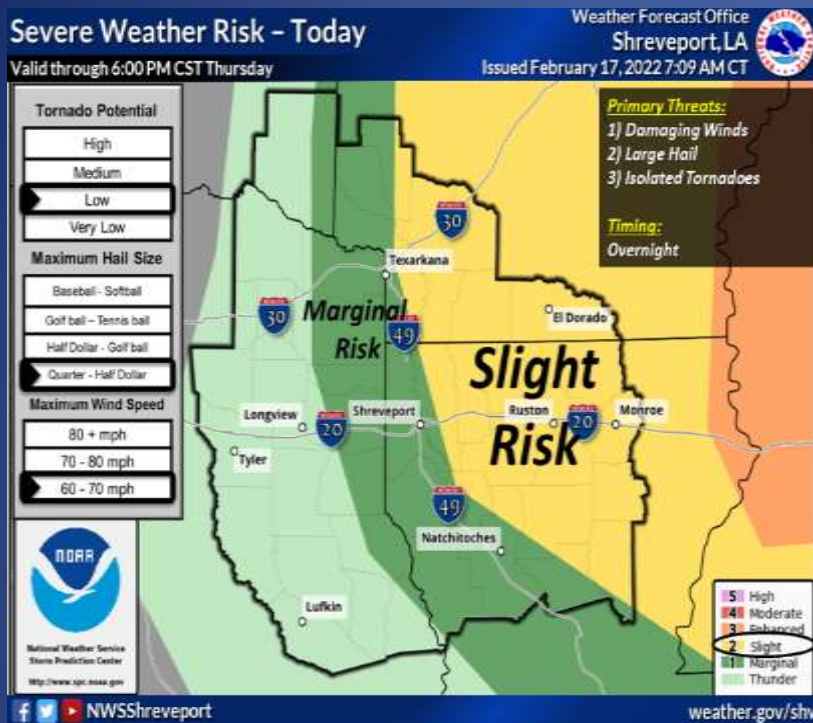 Severe Weather Risk – Today
Valid through 6:00 PM CST Thursday
Weather Forecast Office
Shreveport, LA
Issued February 17, 2022 7:09 AM CT
Tornado Potential
High
Medium
Low
Very Low
Maximum Hail Size
Baseball - Softball
Golf ball – Tennis ball
Half Dollar - Golf ball
Quarter - Half Dollar
Maximum Wind Speed
80 + mph
70 - 80 mph
60 - 70 mph
Primary Threats:
1) Damaging Winds
2) Large Hail
3) Isolated Tornadoes
Timing:
Overnight
30
Texarkana
30
Marginal
Risk
49
El Dorado
Slight
Risk
Longview
20
Shreveport
Ruston
20
Monroe
Tyler
49
Natchitoches
Lufkin
NOAA
National Weather Service
Storm Prediction Center
http://www.spc.noaa.gov
5 High
4 Moderate
3 Enhanced
2 Slight
1 Marginal
Thunder
NWSShreveport
weather.gov/shv